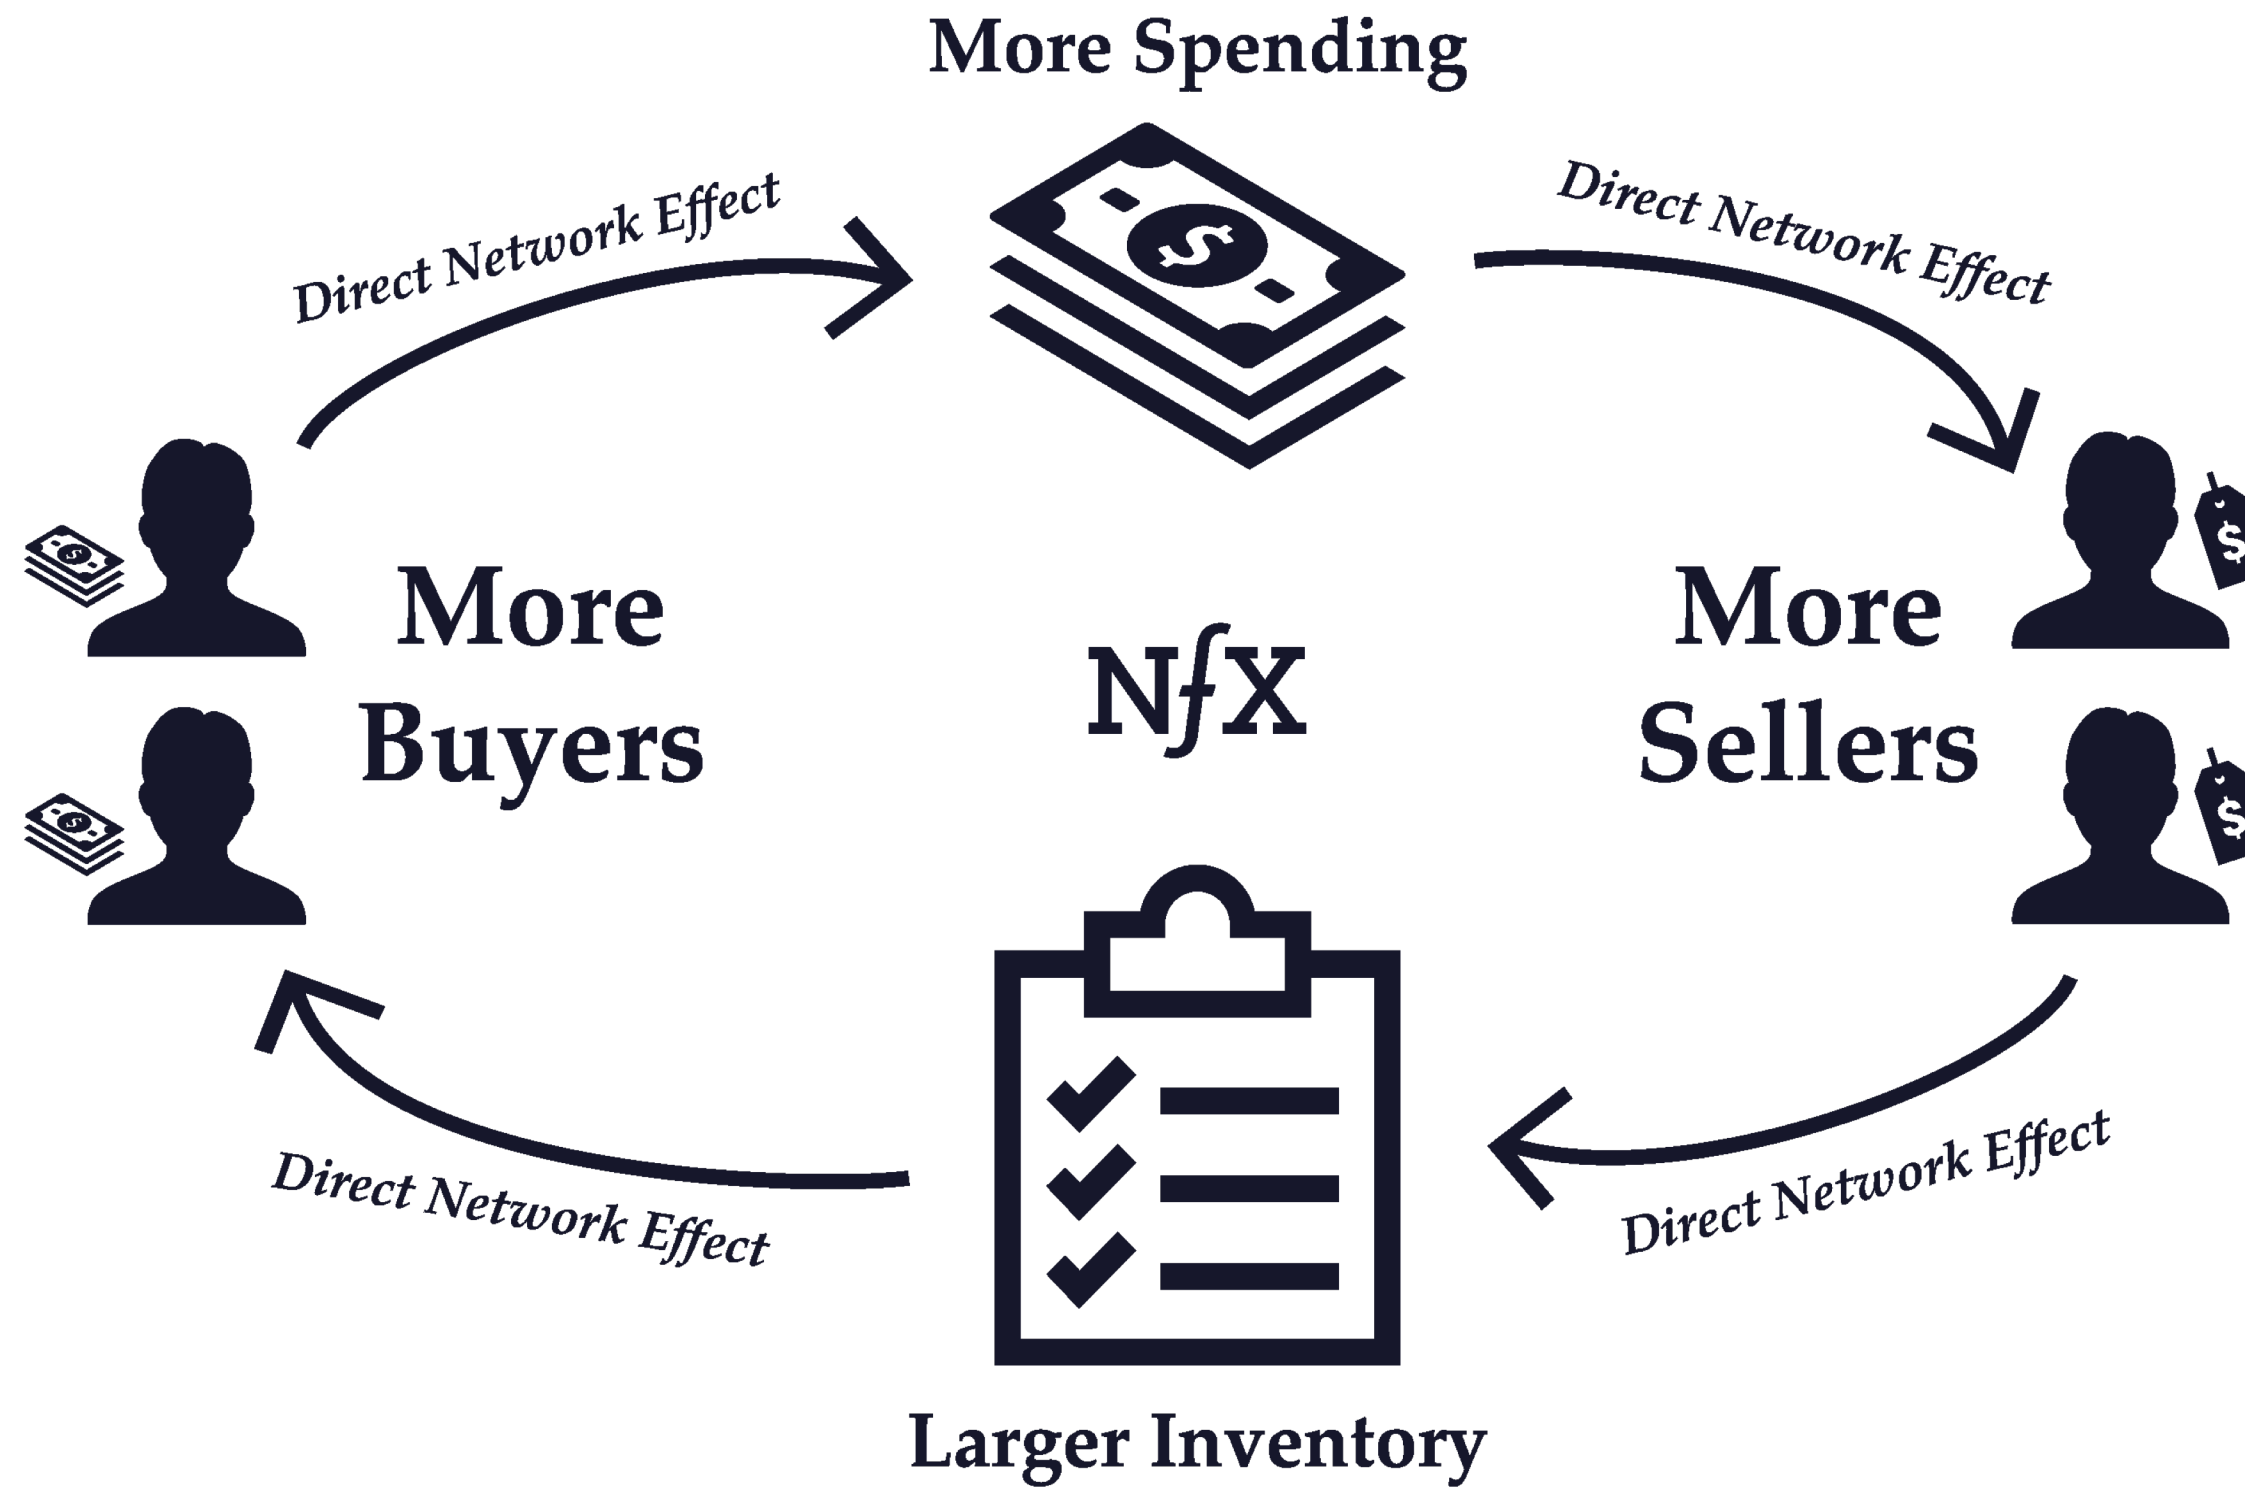 More Spending
Direct Network Effect
Direct Network Effect
More
Buyers
NfX
More
Sellers
Direct Network Effect
Direct Network Effect
Larger Inventory